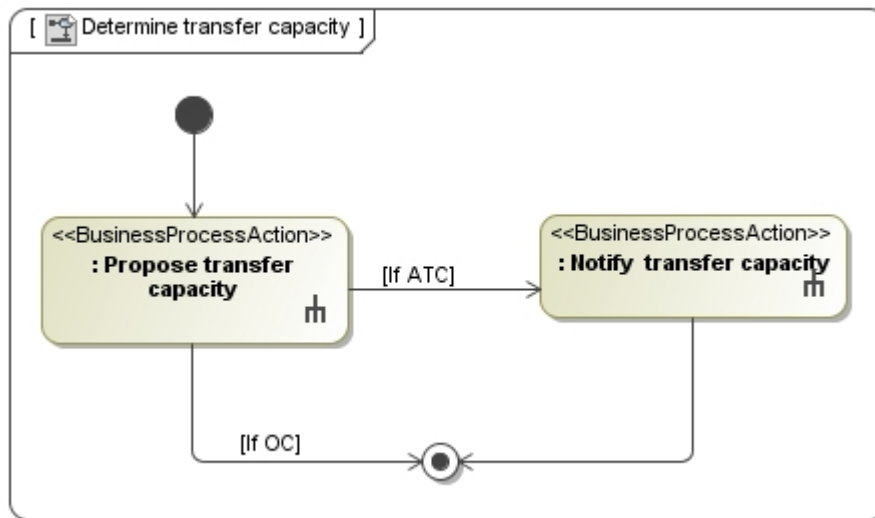 [ Determine transfer capacity ]
<<BusinessProcessAction>>
: Propose transfer
capacity
[If ATC]
<<BusinessProcessAction>>
: Notify transfer capacity
[If OC]